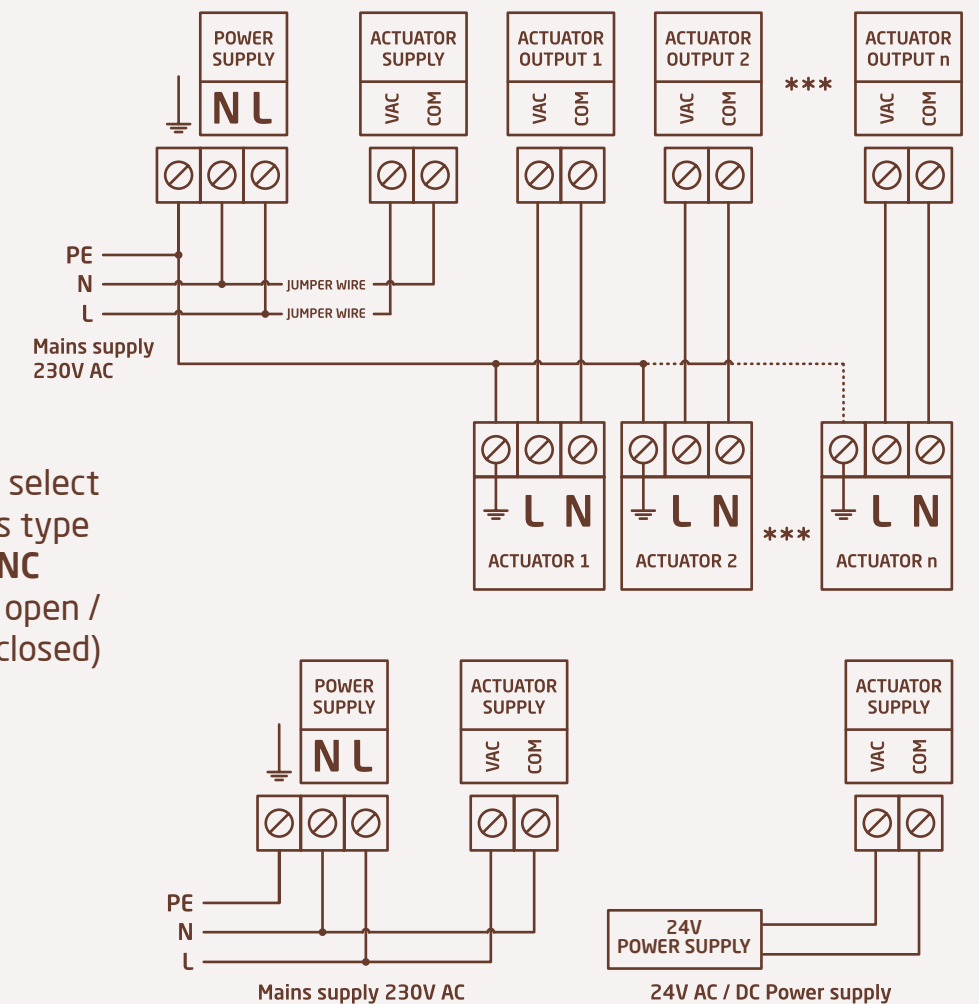 POWER
SUPPLY
N L
ACTUATOR
SUPPLY
VAC COM
ACTUATOR
OUTPUT 1
VAC COM
ACTUATOR
OUTPUT 2
VAC COM
***
ACTUATOR
OUTPUT n
VAC COM
PE
N
L
JUMPER WIRE
JUMPER WIRE
Mains supply
230V AC
select
s type
NC
open /
closed)
L N
ACTUATOR 1
L N
ACTUATOR 2
***
L N
ACTUATOR n
POWER
SUPPLY
N L
ACTUATOR
SUPPLY
VAC COM
PE
N
L
Mains supply 230V AC
ACTUATOR
SUPPLY
VAC COM
24V
POWER SUPPLY
24V AC / DC Power supply